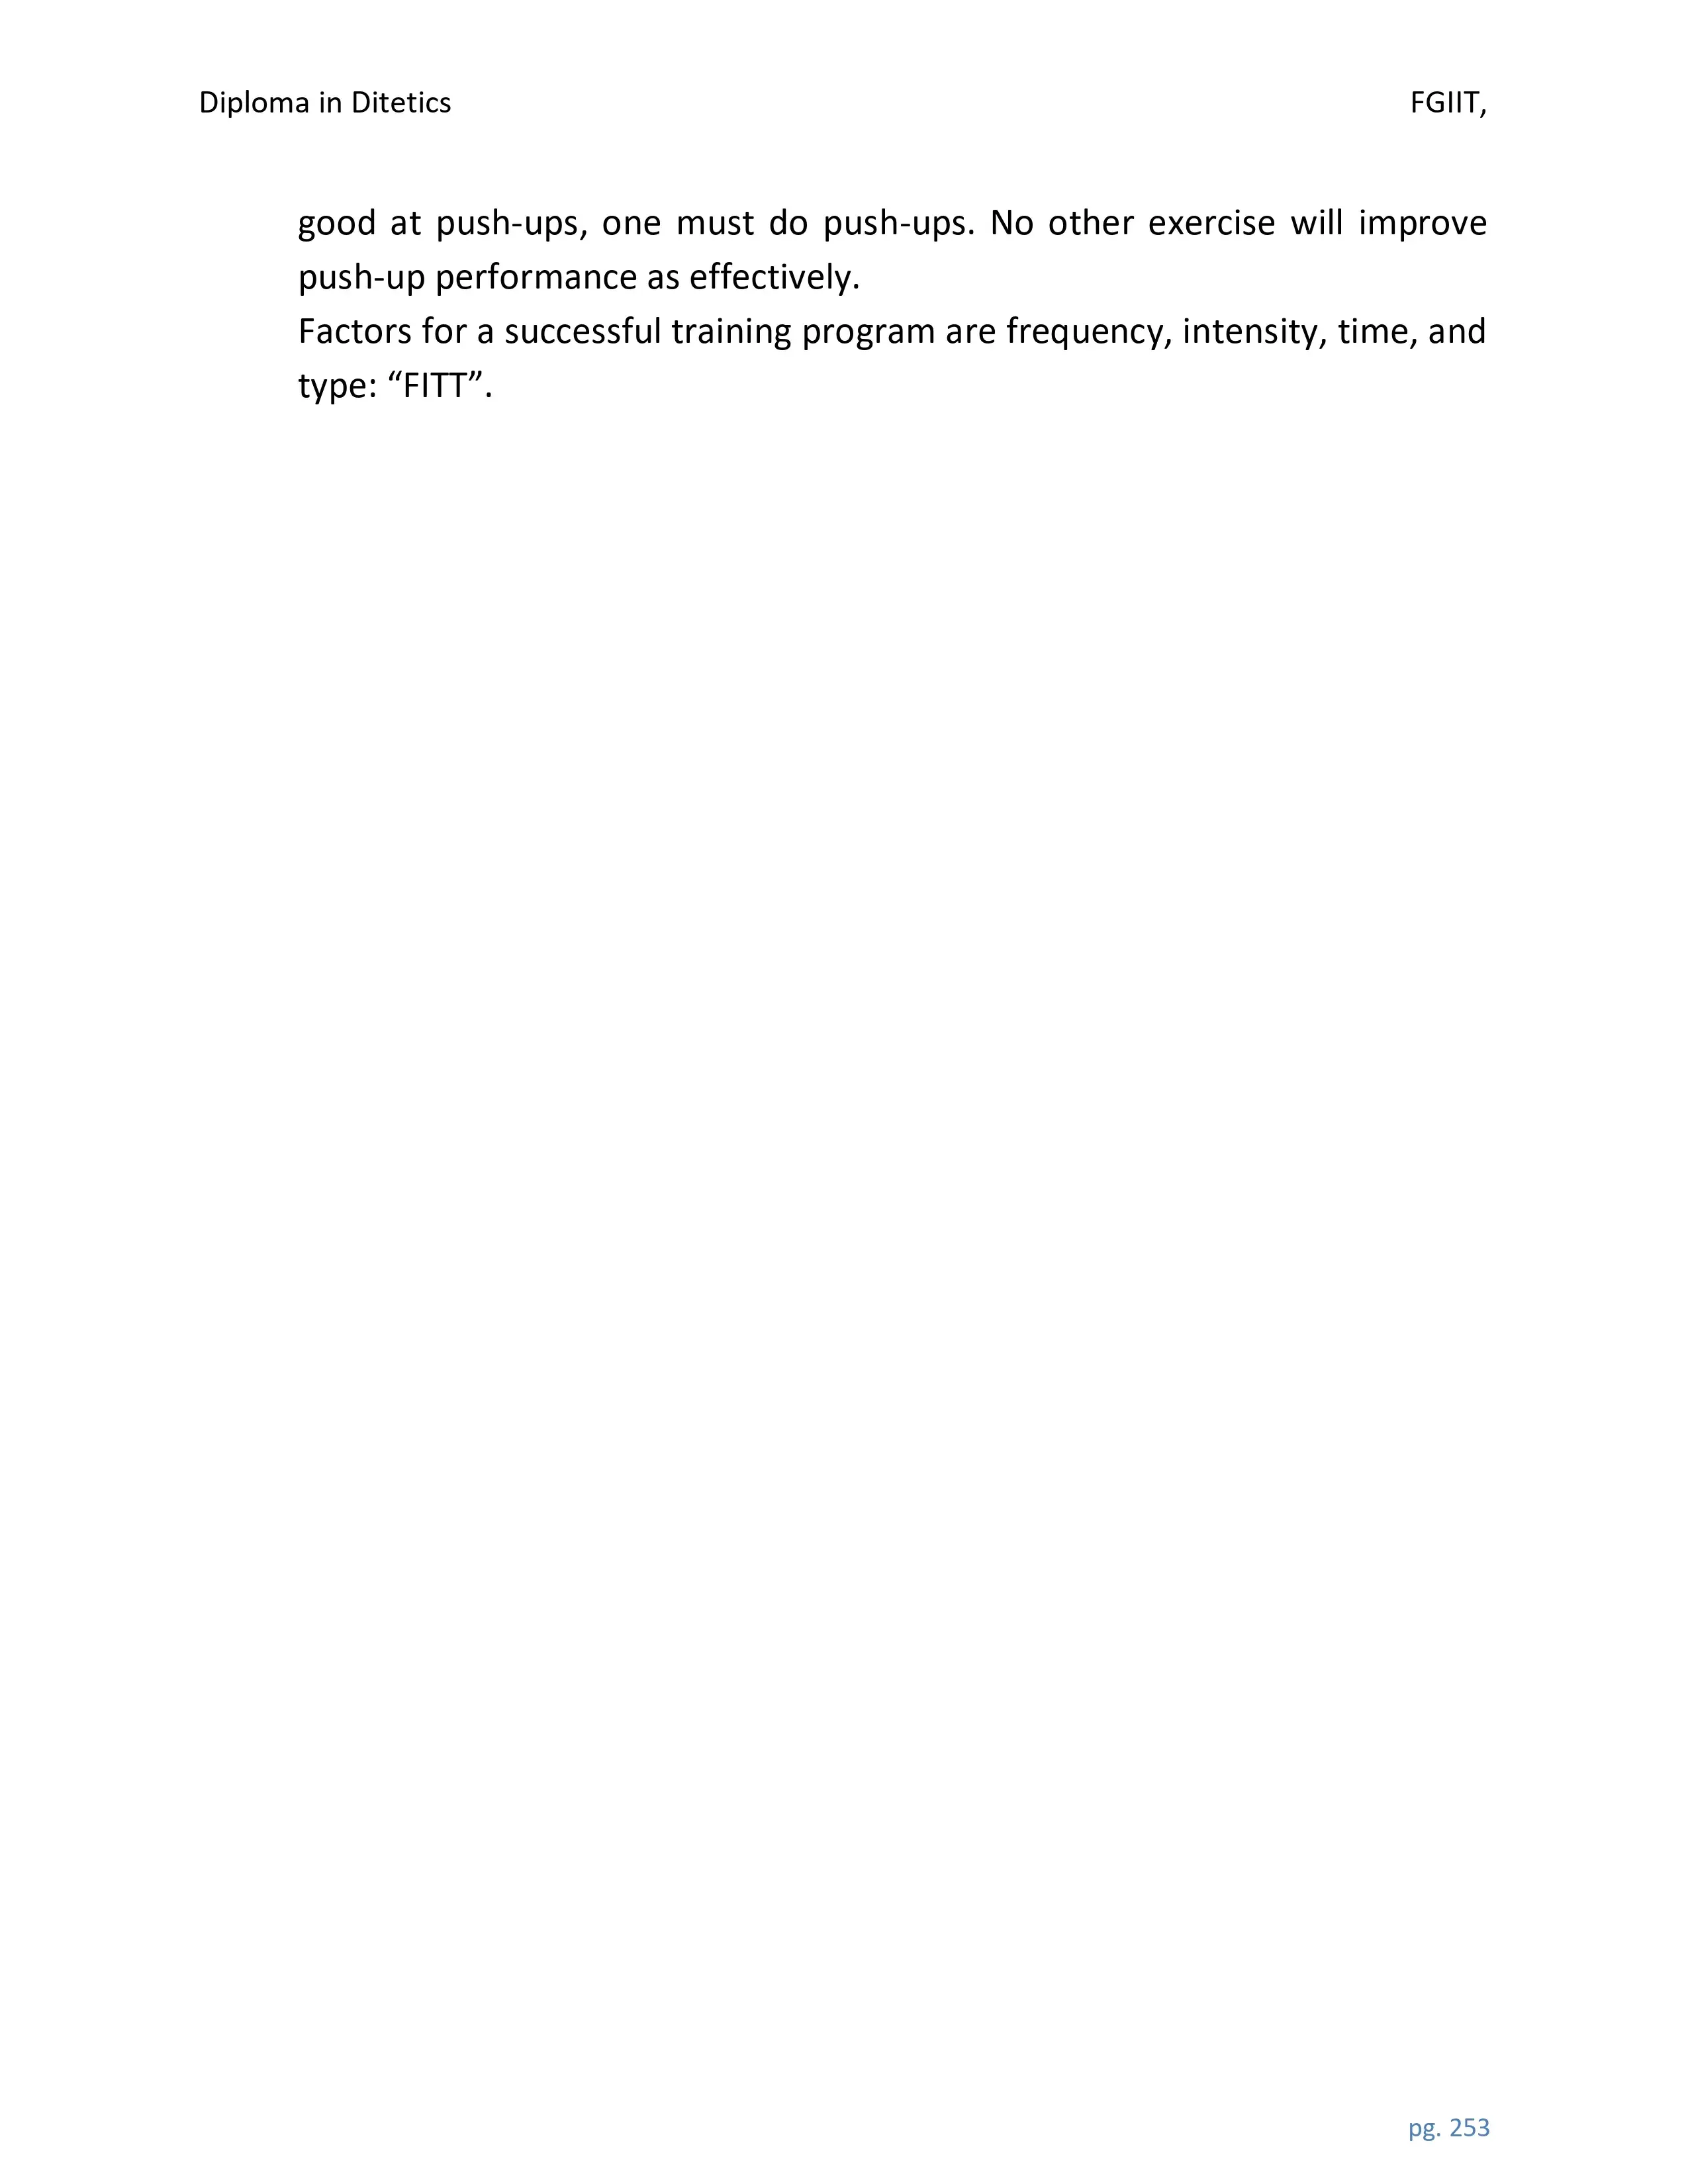 Diploma in Ditetics FGIIT,
good at push-ups, one must do push-ups. No other exercise will improve
push-up performance as effectively.
Factors for a successful training program are frequency, intensity, time, and
type: “FITT”.
pg. 253